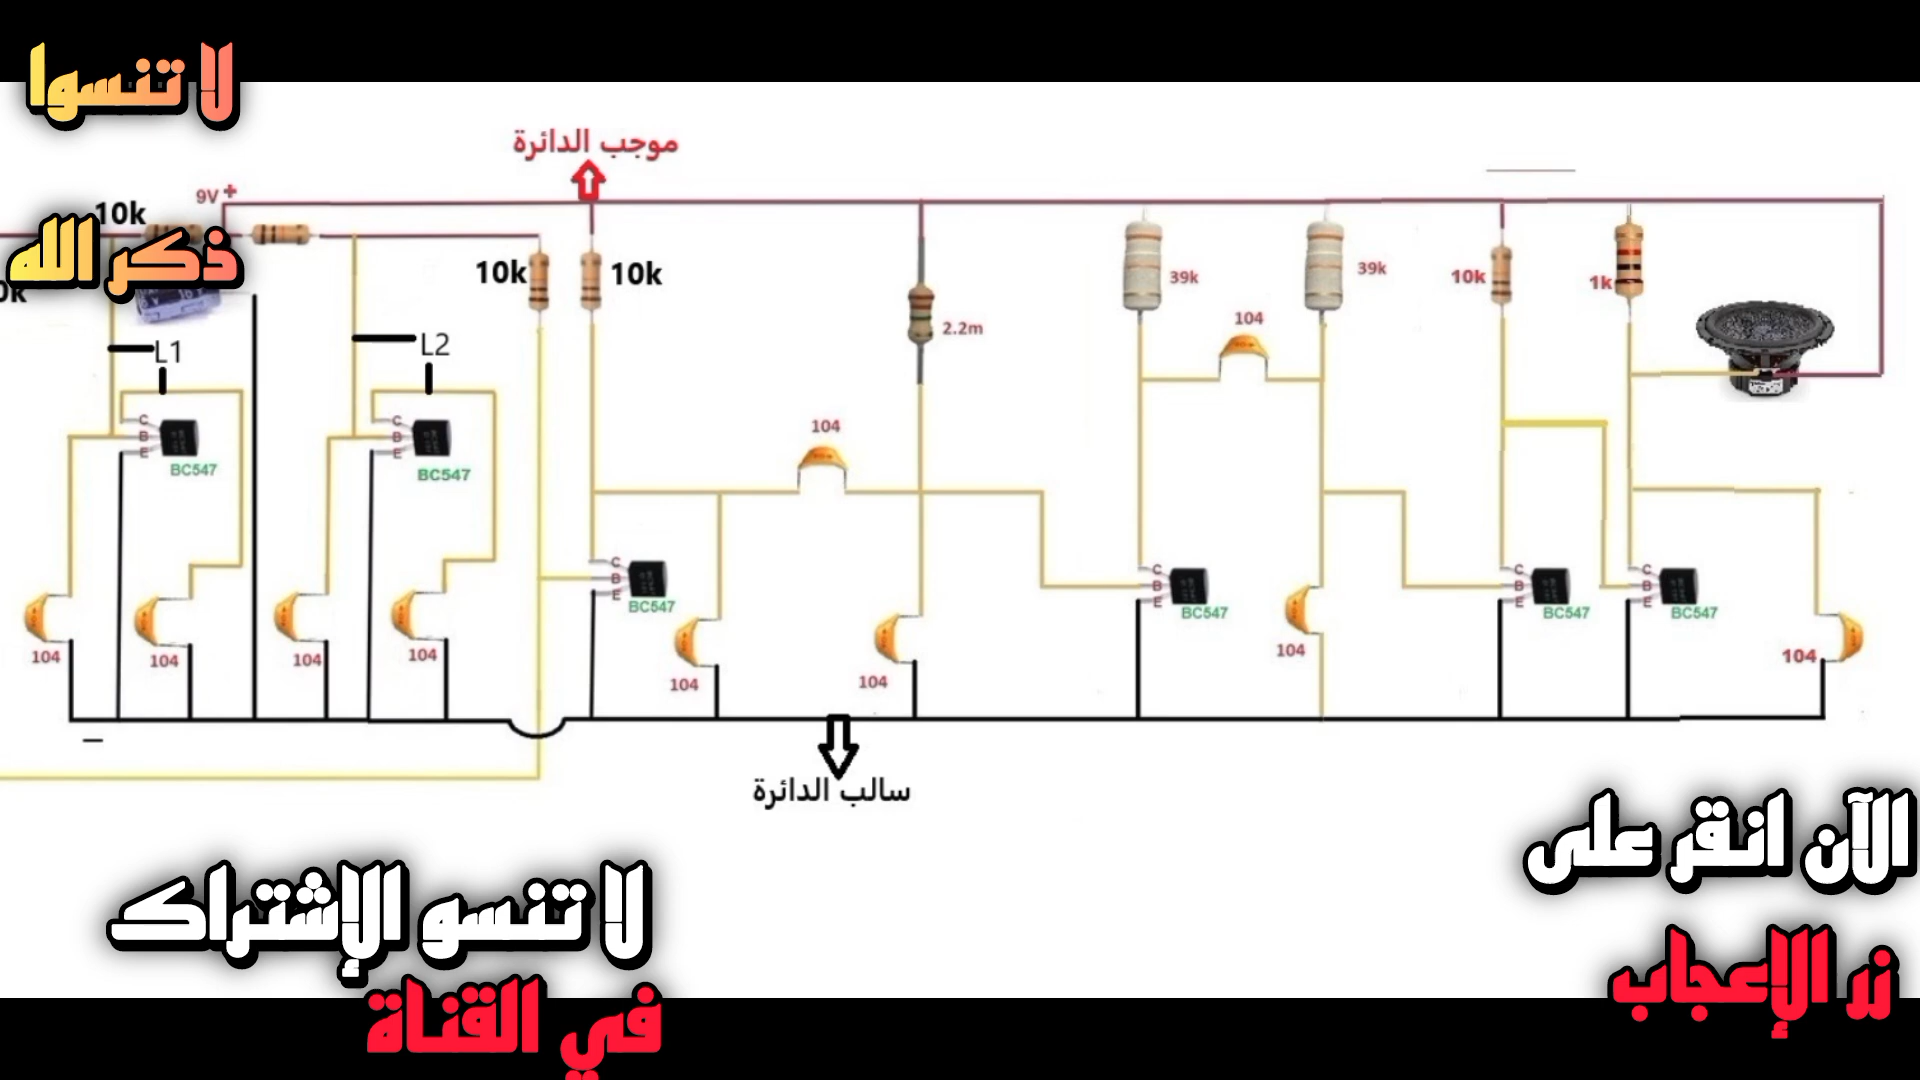 لا تنسوا
ذكر الله
موجب الدائرة
9V +
10k
0k
10k
10k
2.2m
39k
39k
10k
1k
104
104
L1
L2
C
B
E
BC547
C
B
E
BC547
C
B
E
BC547
C
B
E
BC547
C
B
E
BC547
C
B
E
BC547
104
104
104
104
104
104
104
104
–
سالب الدائرة
الآن انقر على
زر الإعجاب
لا تنسو الإشتراك
في القناة